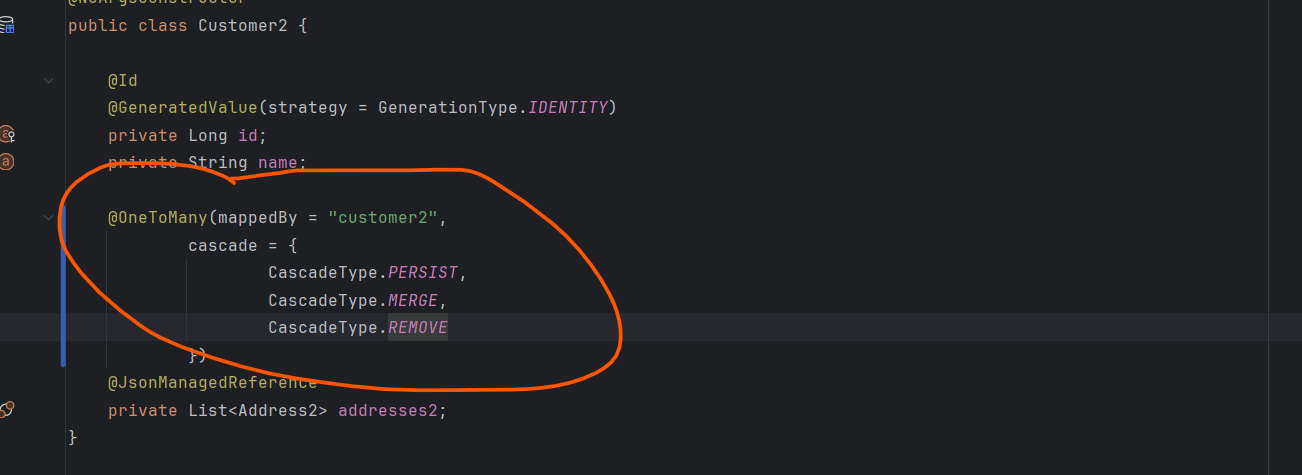 @NoArgsConstructor
public class Customer2 {
@Id
@GeneratedValue(strategy = GenerationType.IDENTITY)
private Long id;
private String name;
@OneToMany(mappedBy = "customer2",
cascade = {
CascadeType.PERSIST,
CascadeType.MERGE,
CascadeType.REMOVE
})
@JsonManagedReference
private List<Address2> addresses2;
}